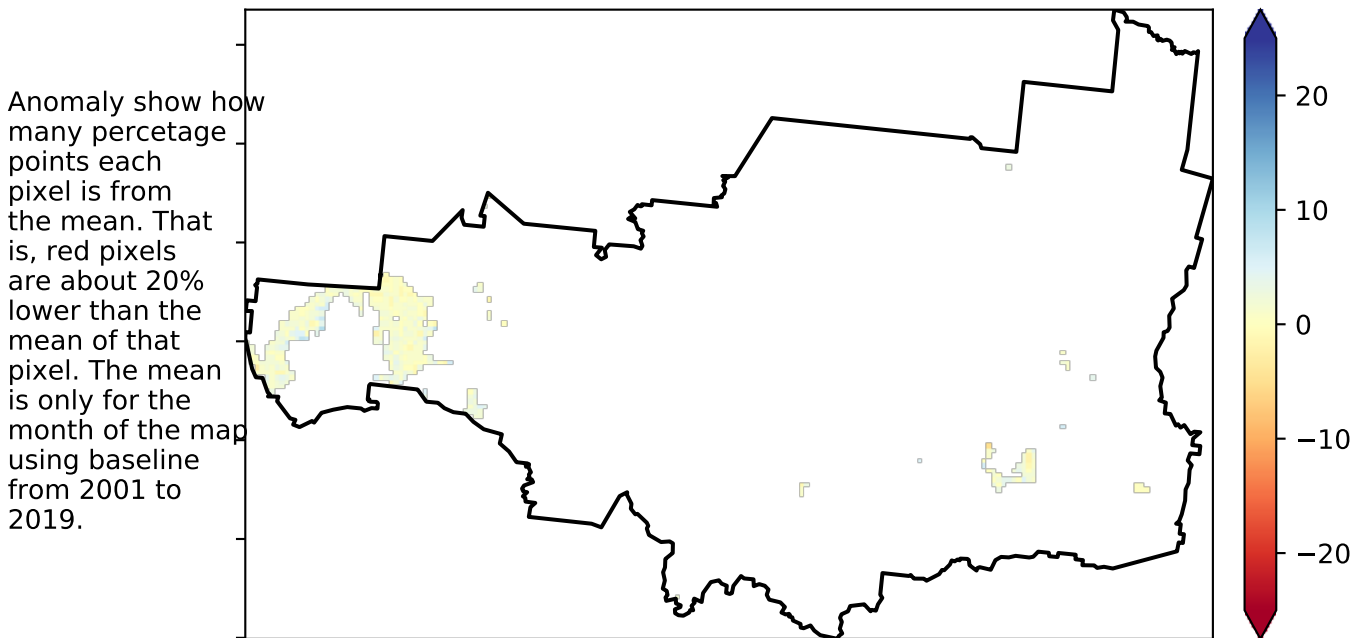 Anomaly show how
many percetage
points each
pixel is from
the mean. That
is, red pixels
are about 20%
lower than the
mean of that
pixel. The mean
is only for the
month of the map
using baseline
from 2001 to
2019.
20
10
0
−10
−20